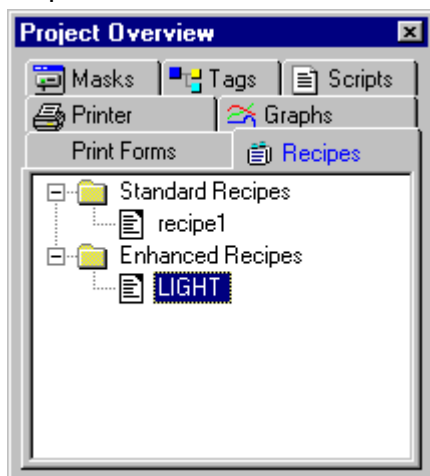 Project Overview
Masks Tags Scripts
Printer Graphs
Print Forms Recipes
Standard Recipes
recipe1
Enhanced Recipes
LIGHT